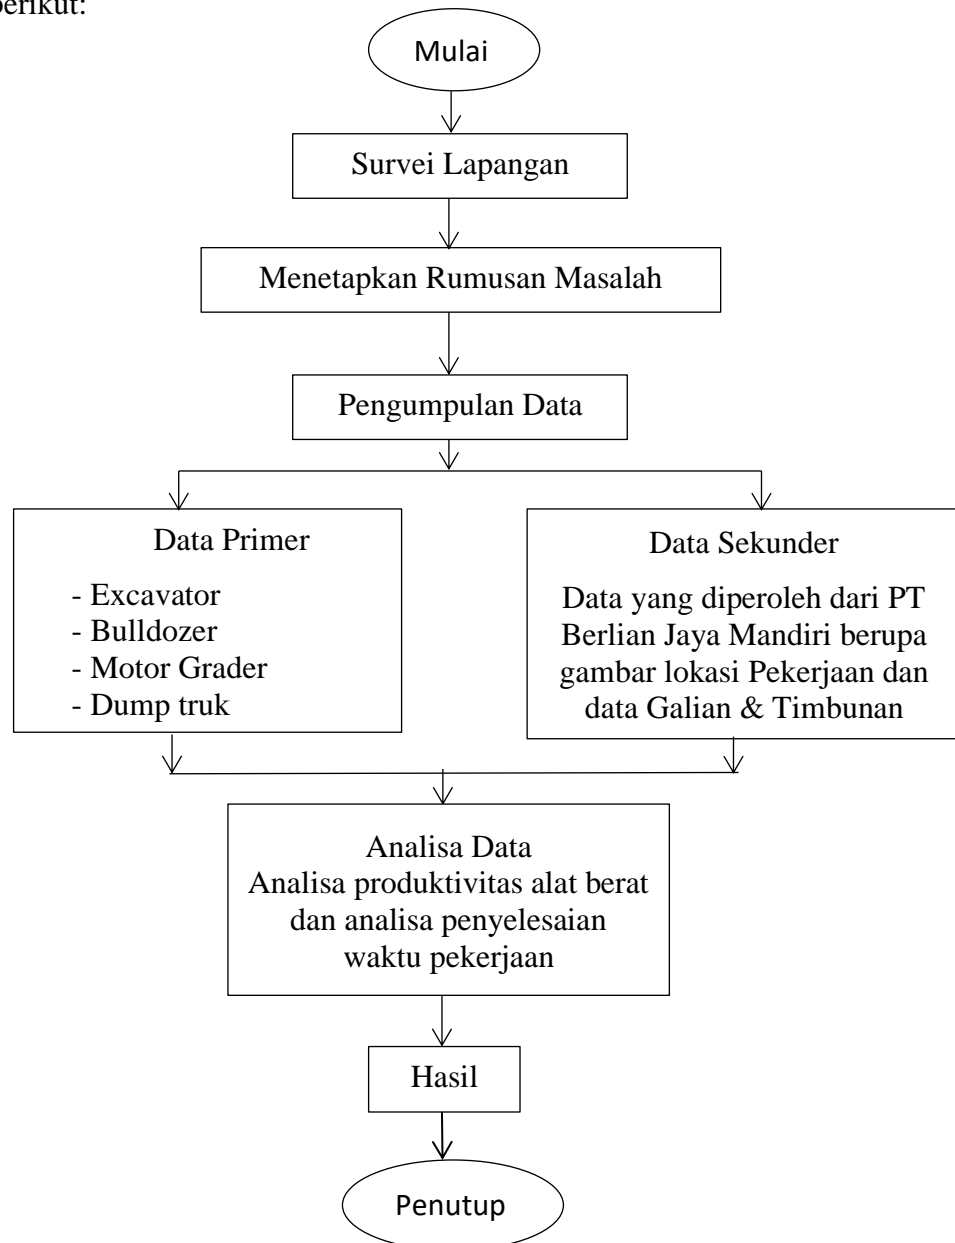 berikut:
Mulai
Survei Lapangan
Menetapkan Rumusan Masalah
Pengumpulan Data
Data Primer
- Excavator
- Bulldozer
- Motor Grader
- Dump truk
Data Sekunder
Data yang diperoleh dari PT
Berlian Jaya Mandiri berupa
gambar lokasi Pekerjaan dan
data Galian & Timbunan
Analisa Data
Analisa produktivitas alat berat
dan analisa penyelesaian
waktu pekerjaan
Hasil
Penutup